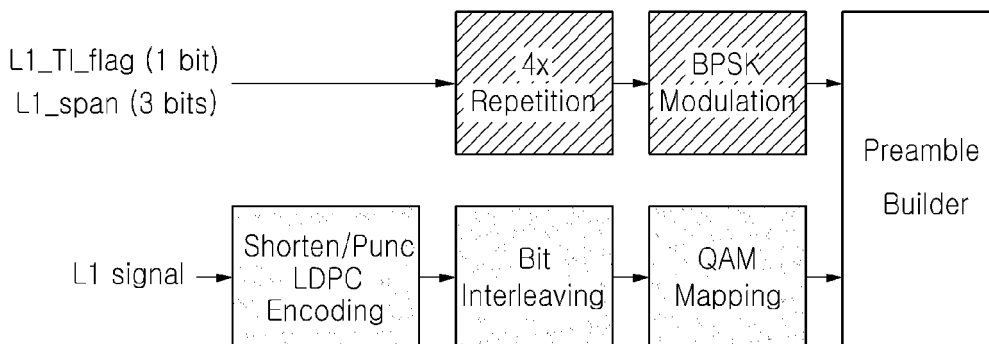 L1_TI_flag (1 bit)
L1_span (3 bits)
4x
Repetition
BPSK
Modulation
Preamble
Builder
L1 signal
Shorten/Punc
LDPC
Encoding
Bit
Interleaving
QAM
Mapping